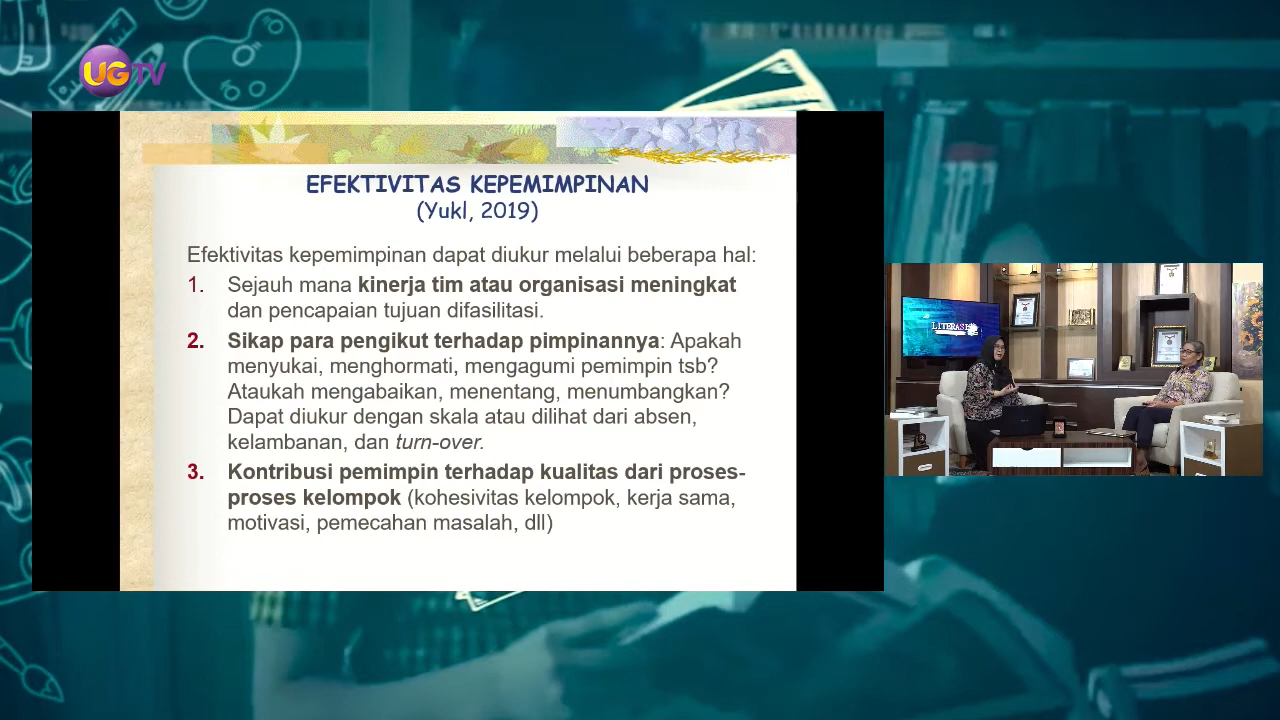 UGTV
EFEKTIVITAS KEPEMIMPINAN
(Yukl, 2019)
Efektivitas kepemimpinan dapat diukur melalui beberapa hal:
1. Sejauh mana kinerja tim atau organisasi meningkat
dan pencapaian tujuan difasilitasi.
2. Sikap para pengikut terhadap pimpinannya: Apakah
menyukai, menghormati, mengagumi pemimpin tsb?
Ataukah mengabaikan, menentang, menumbangkan?
Dapat diukur dengan skala atau dilihat dari absen,
kelambanan, dan turn-over.
3. Kontribusi pemimpin terhadap kualitas dari proses-
proses kelompok (kohesivitas kelompok, kerja sama,
motivasi, pemecahan masalah, dll)
LITERASI